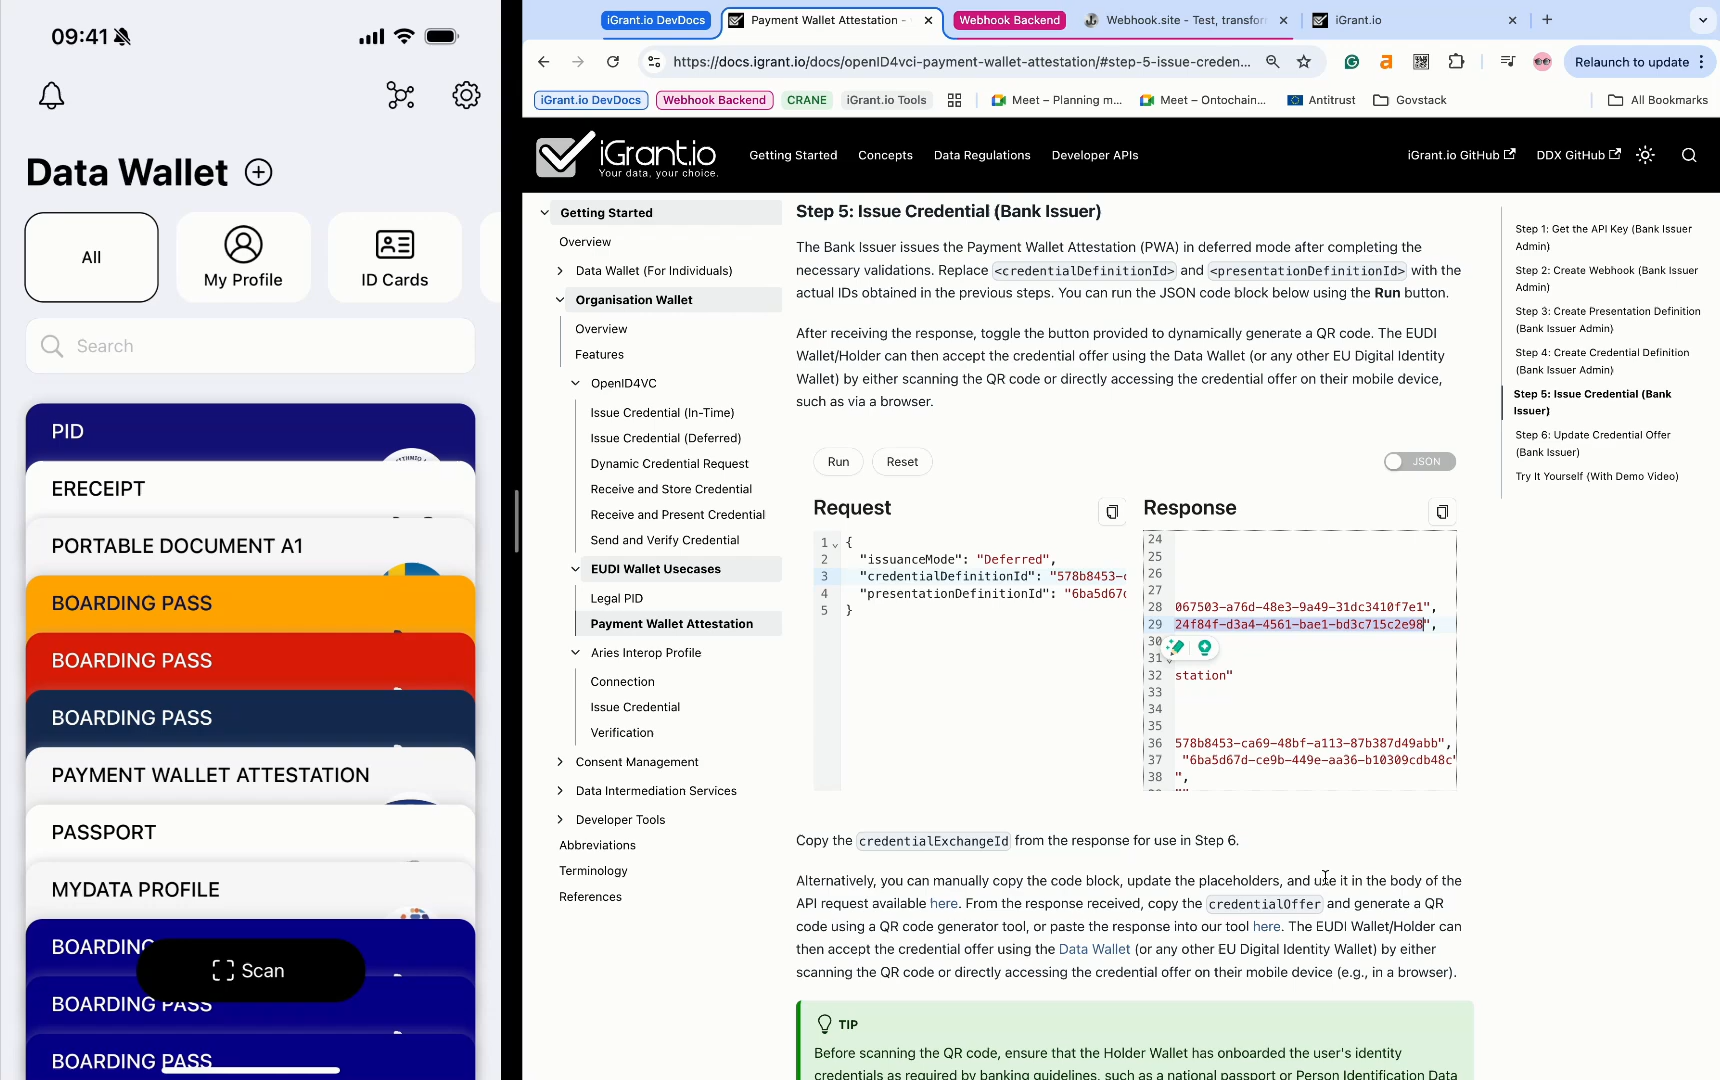 09:41
Data Wallet
All
My Profile
ID Cards
Search
PID
ERECEIPT
PORTABLE DOCUMENT A1
BOARDING PASS
BOARDING PASS
BOARDING PASS
PAYMENT WALLET ATTESTATION
PASSPORT
MYDATA PROFILE
BOARDING
Scan
BOARDING PASS
BOARDING PASS
iGrant.io DevDocs
Payment Wallet Attestation -
Webhook Backend
Webhook.site - Test, transfor
iGrant.io
https://docs.igrant.io/docs/openID4vci-payment-wallet-attestation/#step-5-issue-creden...
Relaunch to update
iGrant.io DevDocs
Webhook Backend
CRANE
iGrant.io Tools
Meet – Planning m...
Meet – Ontochain...
Antitrust
Govstack
All Bookmarks
iGrant.io
Your data, your choice.
Getting Started
Concepts
Data Regulations
Developer APIs
iGrant.io GitHub
DDX GitHub
Getting Started
Overview
Data Wallet (For Individuals)
Organisation Wallet
Overview
Features
OpenID4VC
Issue Credential (In-Time)
Issue Credential (Deferred)
Dynamic Credential Request
Receive and Store Credential
Receive and Present Credential
Send and Verify Credential
EUDI Wallet Usecases
Legal PID
Payment Wallet Attestation
Aries Interop Profile
Connection
Issue Credential
Verification
Consent Management
Data Intermediation Services
Developer Tools
Abbreviations
Terminology
References
Step 5: Issue Credential (Bank Issuer)
The Bank Issuer issues the Payment Wallet Attestation (PWA) in deferred mode after completing the
necessary validations. Replace <credentialDefinitionId> and <presentationDefinitionId> with the
actual IDs obtained in the previous steps. You can run the JSON code block below using the Run button.
After receiving the response, toggle the button provided to dynamically generate a QR code. The EUDI
Wallet/Holder can then accept the credential offer using the Data Wallet (or any other EU Digital Identity
Wallet) by either scanning the QR code or directly accessing the credential offer on their mobile device,
such as via a browser.
Run
Reset
JSON
Request
1 {
2 "issuanceMode": "Deferred",
3 "credentialDefinitionId": "578b8453-c
4 "presentationDefinitionId": "6ba5d67d
5 }
Response
24
25
26
27
28 067503-a76d-48e3-9a49-31dc3410f7e1",
29 24f84f-d3a4-4561-bae1-bd3c715c2e98",
30
31
32 station"
33
34
35
36 578b8453-ca69-48bf-a113-87b387d49abb",
37 "6ba5d67d-ce9b-449e-aa36-b10309cdb48c"
38 ",
Copy the credentialExchangeId from the response for use in Step 6.
Alternatively, you can manually copy the code block, update the placeholders, and use it in the body of the
API request available here. From the response received, copy the credentialOffer and generate a QR
code using a QR code generator tool, or paste the response into our tool here. The EUDI Wallet/Holder can
then accept the credential offer using the Data Wallet (or any other EU Digital Identity Wallet) by either
scanning the QR code or directly accessing the credential offer on their mobile device (e.g., in a browser).
TIP
Before scanning the QR code, ensure that the Holder Wallet has onboarded the user's identity
credentials as required by banking guidelines, such as a national passport or Person Identification Data
Step 1: Get the API Key (Bank Issuer
Admin)
Step 2: Create Webhook (Bank Issuer
Admin)
Step 3: Create Presentation Definition
(Bank Issuer Admin)
Step 4: Create Credential Definition
(Bank Issuer Admin)
Step 5: Issue Credential (Bank
Issuer)
Step 6: Update Credential Offer
(Bank Issuer)
Try It Yourself (With Demo Video)